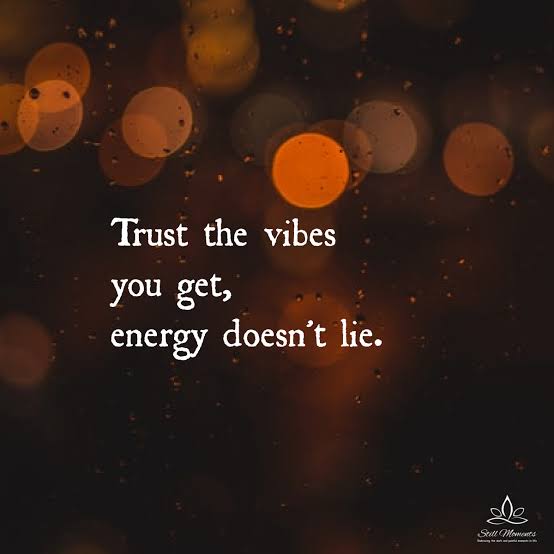 Trust the vibes
you get,
energy doesn't lie.
Still Moments